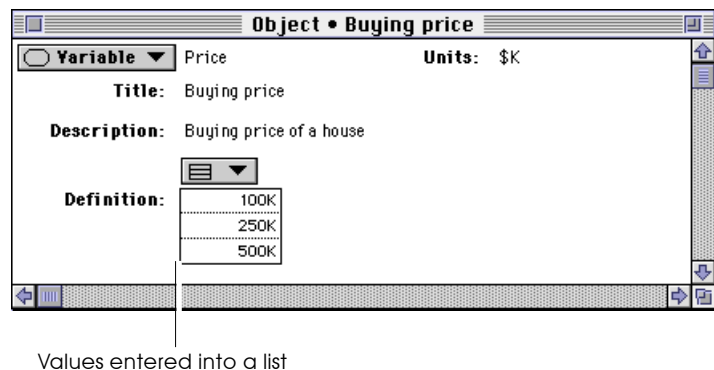 Object • Buying price
Variable Price Units: $K
Title: Buying price
Description: Buying price of a house
Definition:
100K
250K
500K
Values entered into a list